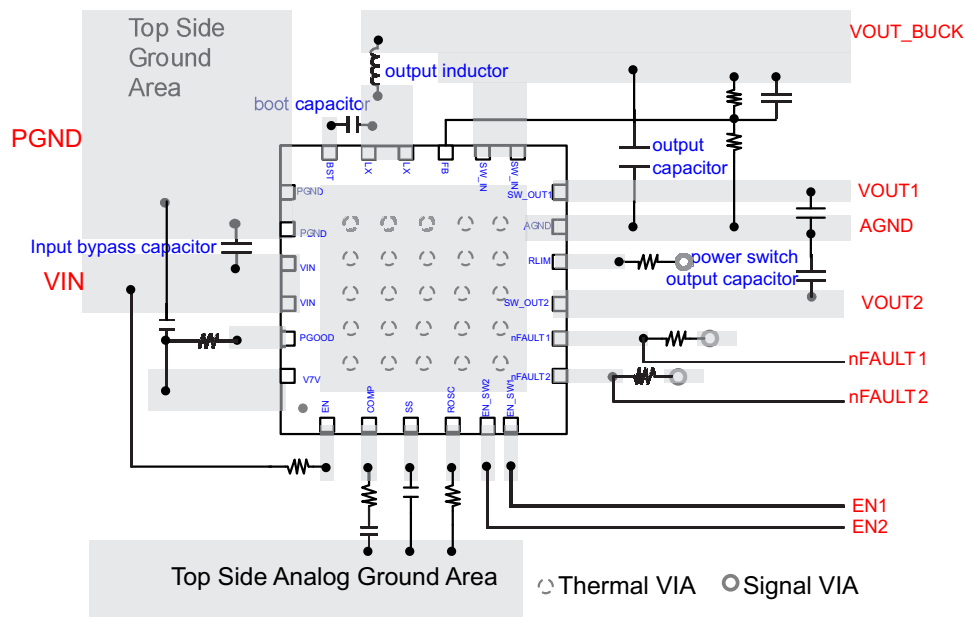 Top Side
Ground
Area
VOUT_BUCK
output inductor
boot capacitor
PGND
output
capacitor
BST
LX
LX
FB
SW_IN
SW_IN
PGND
SW_OUT1
VOUT1
PGND
AGND
AGND
Input bypass capacitor
VIN
RLIM
power switch
output capacitor
VIN
VIN
SW_OUT2
VOUT2
PGOOD
nFAULT1
nFAULT1
V7V
nFAULT2
nFAULT2
EN
COMP
SS
ROSC
EN_SW2
EN_SW1
EN1
EN2
Top Side Analog Ground Area
Thermal VIA
Signal VIA